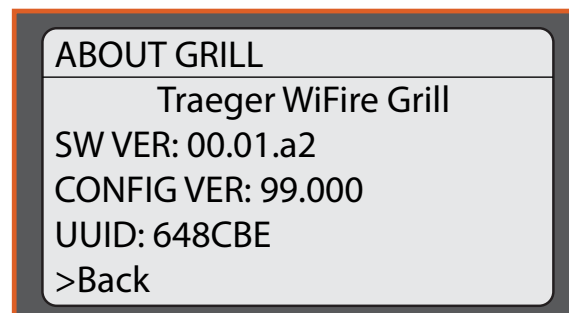 ABOUT GRILL
Traeger WiFire Grill
SW VER: 00.01.a2
CONFIG VER: 99.000
UUID: 648CBE
>Back